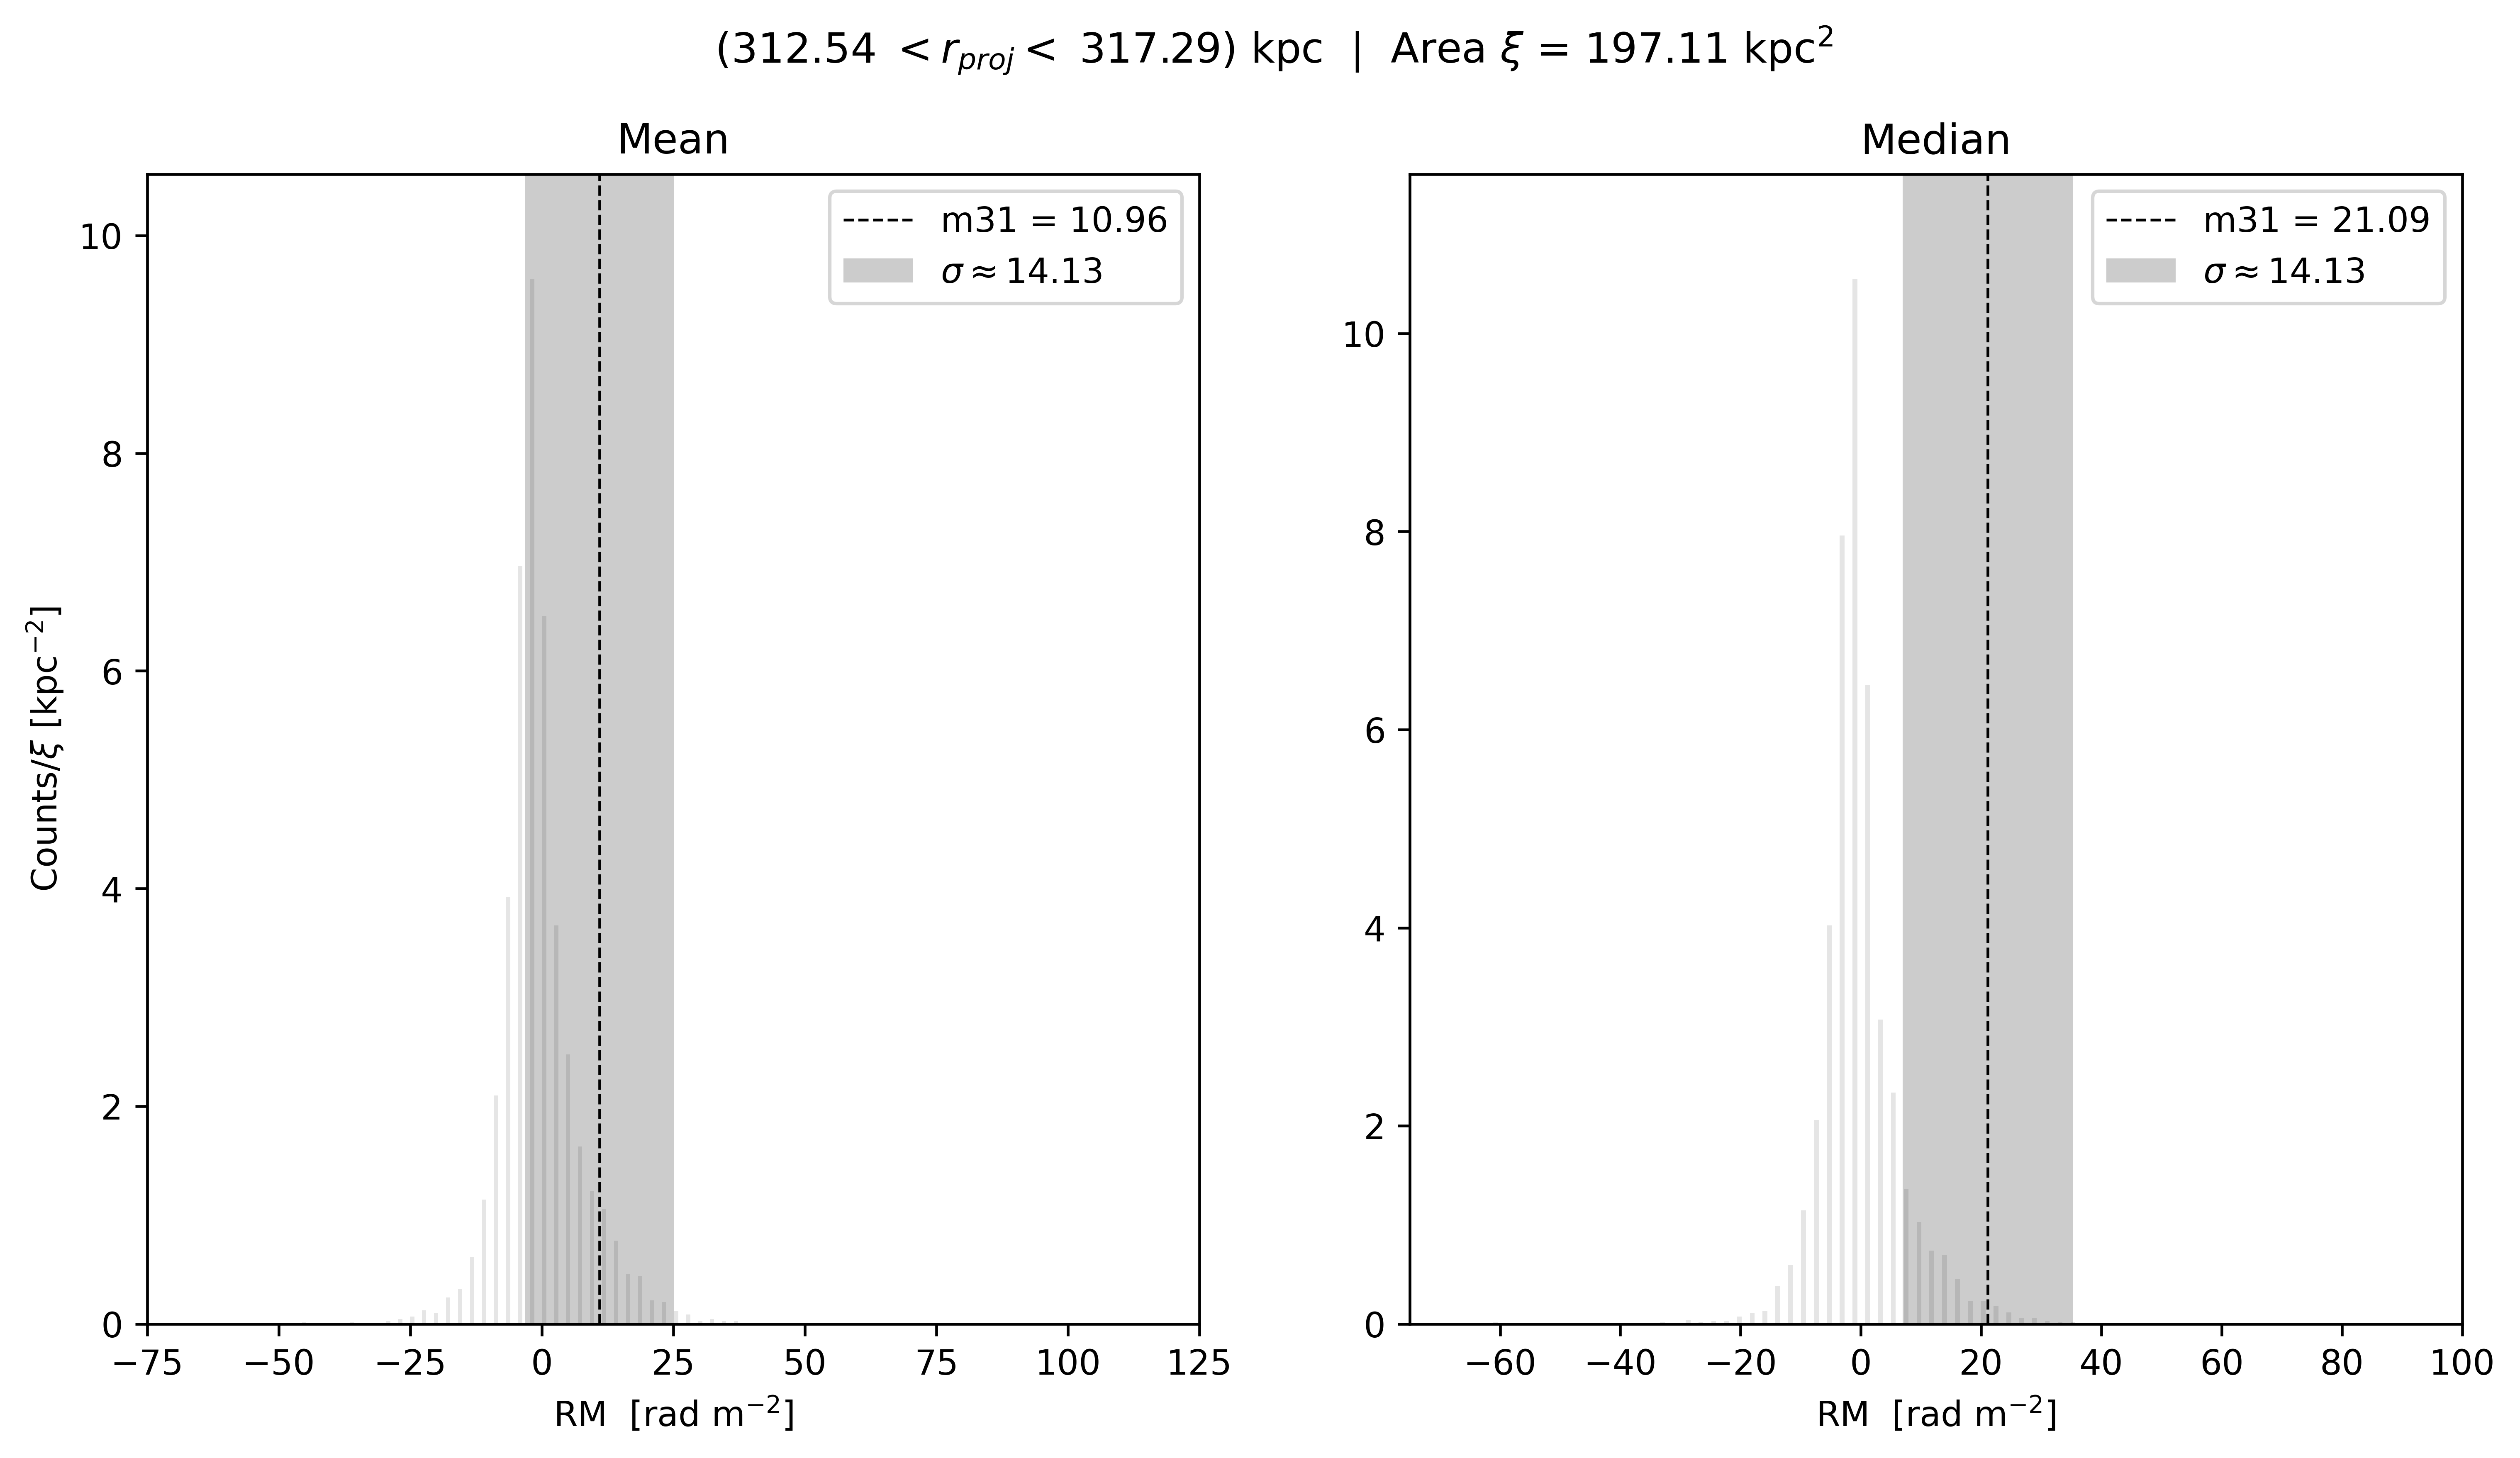 (312.54 < r_proj < 317.29) kpc | Area ξ = 197.11 kpc²
Mean
m31 = 10.96
σ ≈ 14.13
Counts/ξ [kpc⁻²]
10
8
6
4
2
0
−75 −50 −25 0 25 50 75 100 125
RM [rad m⁻²]
Median
m31 = 21.09
σ ≈ 14.13
10
8
6
4
2
0
−60 −40 −20 0 20 40 60 80 100
RM [rad m⁻²]